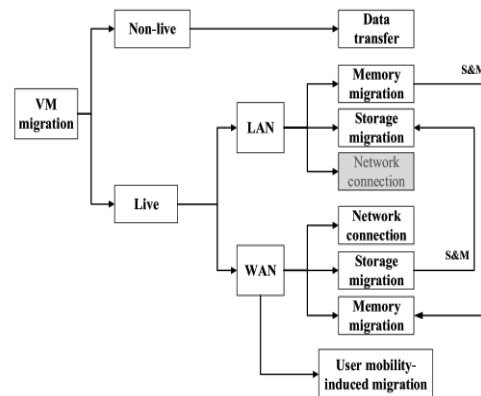 Non-live
Data
transfer
VM
migration
Live
LAN
Memory
migration
S&M
Storage
migration
Network
connection
WAN
Network
connection
Storage
migration
S&M
Memory
migration
User mobility-
induced migration